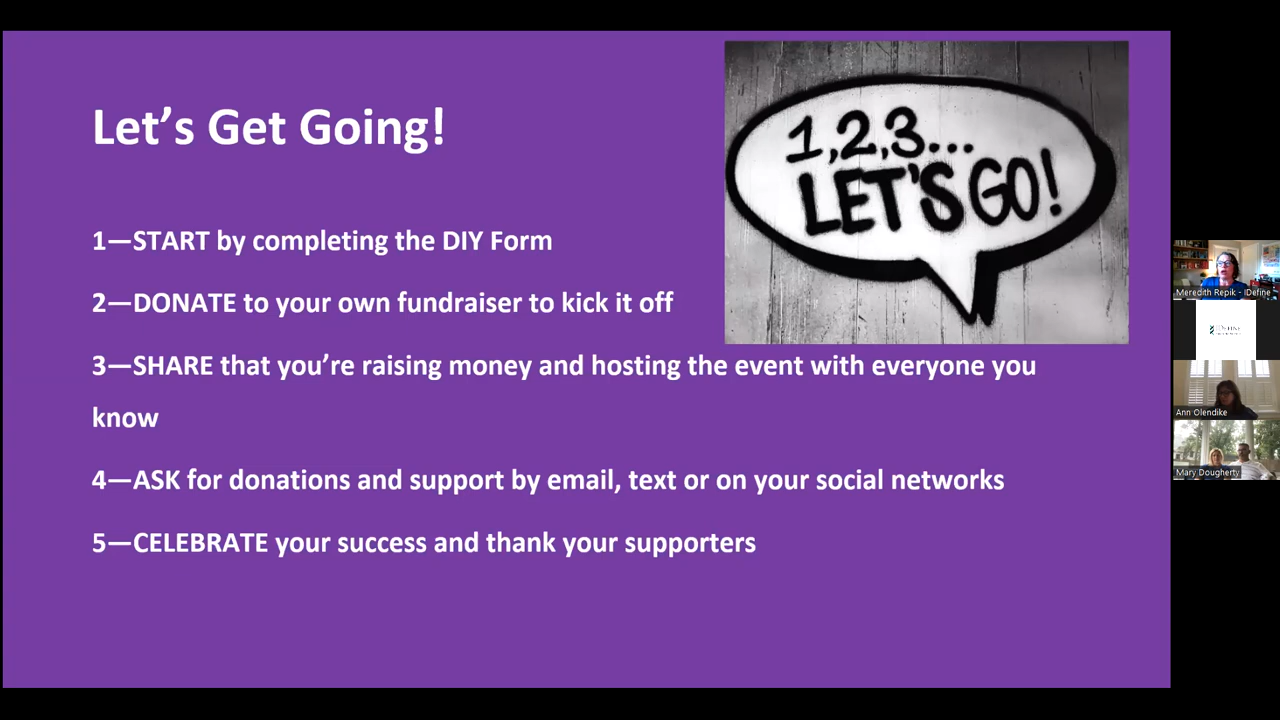 Let's Get Going!
1,2,3...
LET'S GO!
1—START by completing the DIY Form
2—DONATE to your own fundraiser to kick it off
3—SHARE that you're raising money and hosting the event with everyone you
know
4—ASK for donations and support by email, text or on your social networks
5—CELEBRATE your success and thank your supporters
Meredith Repik - IDefine
IDEFINE
Ann Olendike
Mary Dougherty